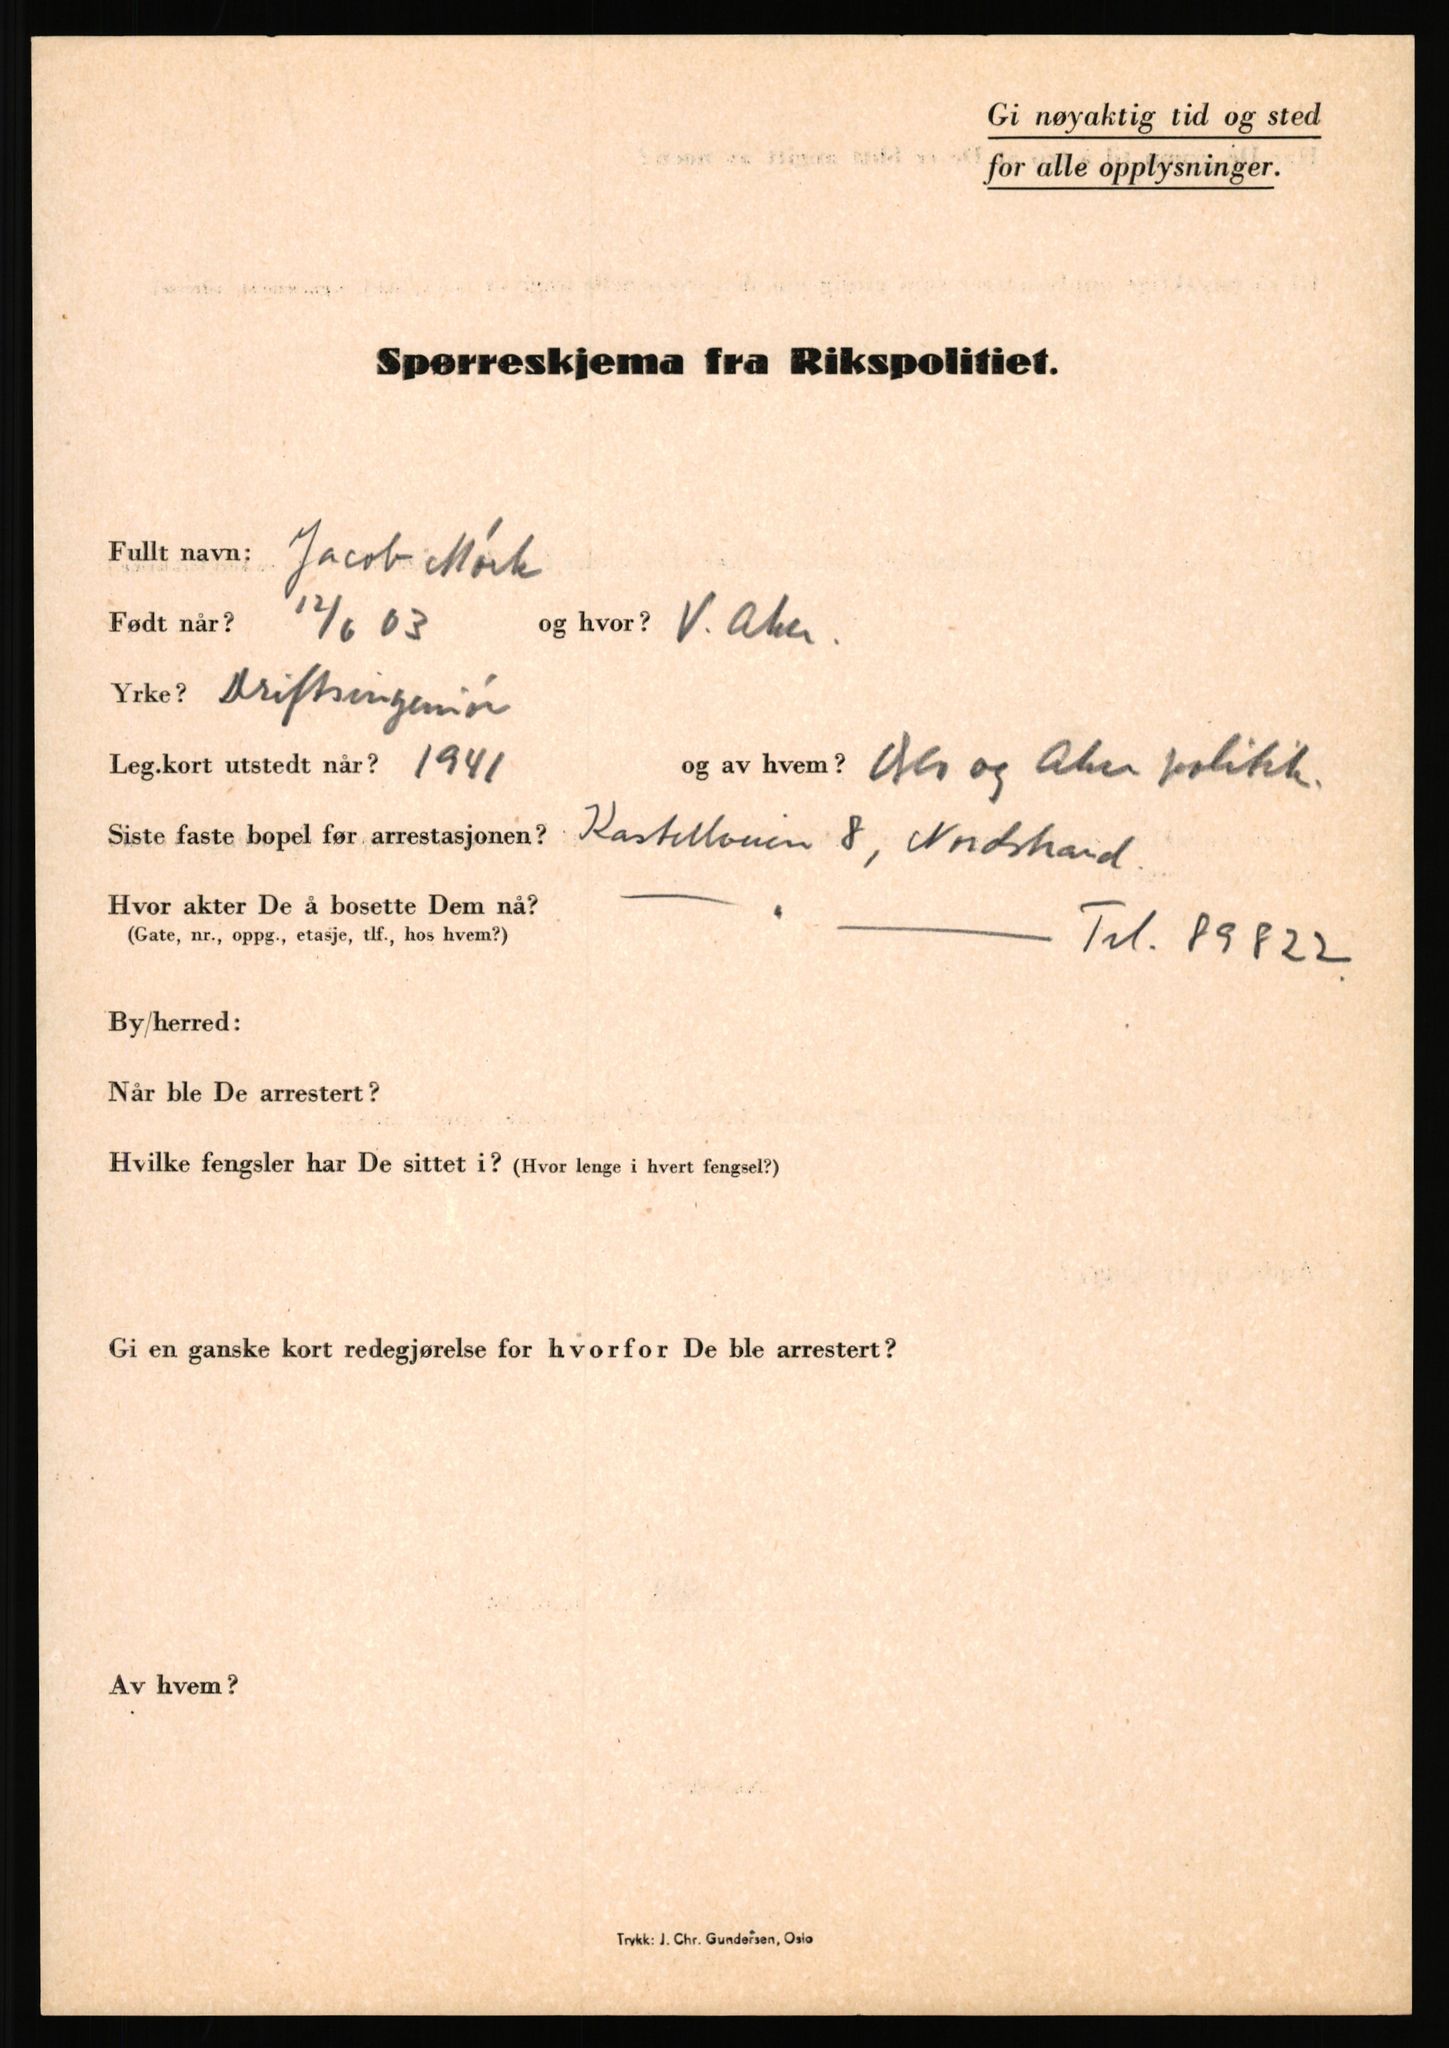 Gi nøyaktig tid og sted
for alle opplysninger.
Spørreskjema fra Rikspolitiet.
Fullt navn: Jacob Mørk
Født når? 12/6 03 og hvor? V. Aker.
Yrke? Driftsingeniør
Leg.kort utstedt når? 1941 og av hvem? Oslo og Aker politik.
Siste faste bopel før arrestasjonen? Kastellveien 8, Nordstrand.
Hvor akter De å bosette Dem nå? — . — Tel. 89822.
(Gate, nr., oppg., etasje, tlf., hos hvem?)
By/herred:
Når ble De arrestert?
Hvilke fengsler har De sittet i? (Hvor lenge i hvert fengsel?)
Gi en ganske kort redegjørelse for hvorfor De ble arrestert?
Av hvem?
Trykk: J. Chr. Gundersen, Oslo